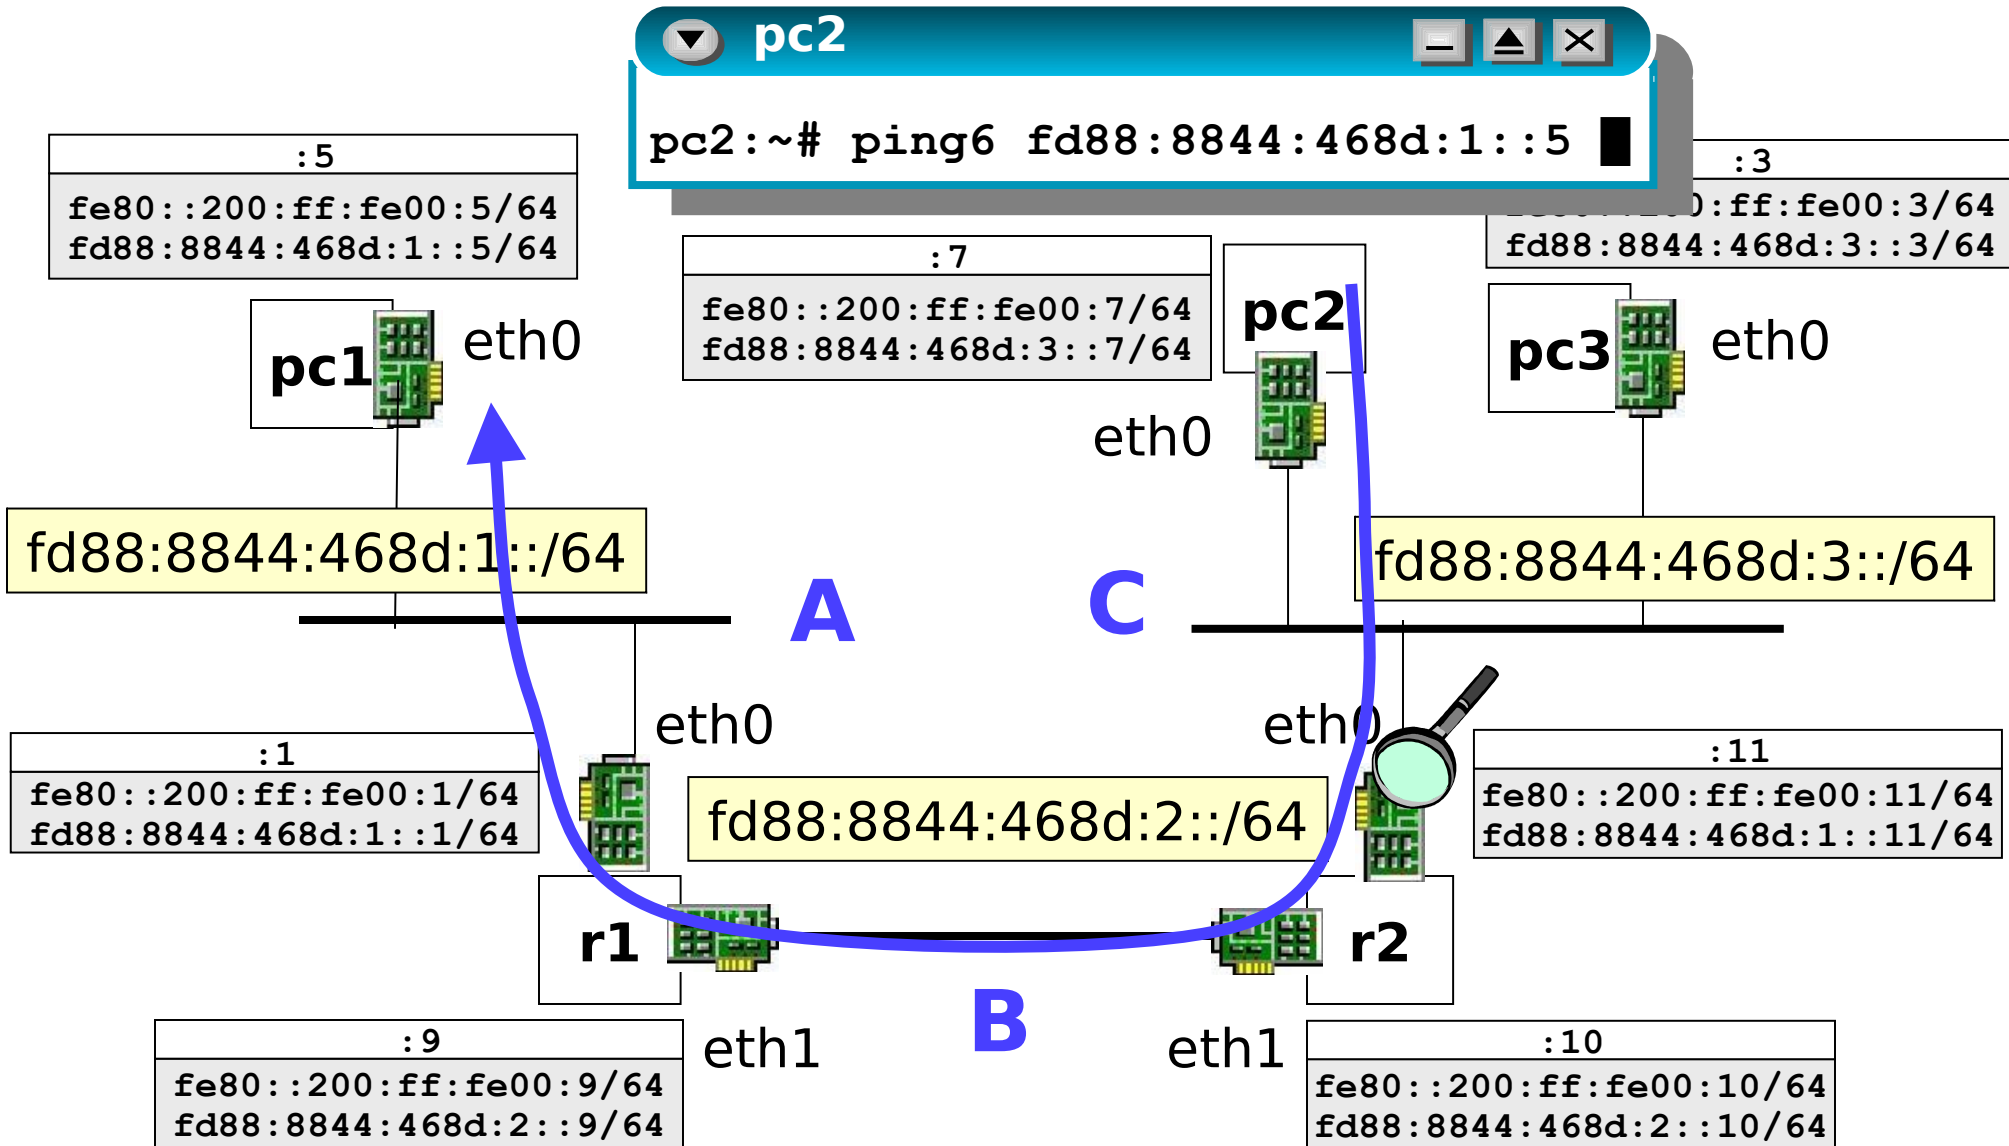 pc2
pc2:~# ping6 fd88:8844:468d:1::5
:5
fe80::200:ff:fe00:5/64
fd88:8844:468d:1::5/64
:3
:ff:fe00:3/64
fd88:8844:468d:3::3/64
:7
fe80::200:ff:fe00:7/64
fd88:8844:468d:3::7/64
pc1
eth0
pc2
eth0
pc3
eth0
fd88:8844:468d:1::/64
fd88:8844:468d:3::/64
A
C
eth0
eth0
:1
fe80::200:ff:fe00:1/64
fd88:8844:468d:1::1/64
fd88:8844:468d:2::/64
:11
fe80::200:ff:fe00:11/64
fd88:8844:468d:1::11/64
r1
r2
B
eth1
eth1
:9
fe80::200:ff:fe00:9/64
fd88:8844:468d:2::9/64
:10
fe80::200:ff:fe00:10/64
fd88:8844:468d:2::10/64